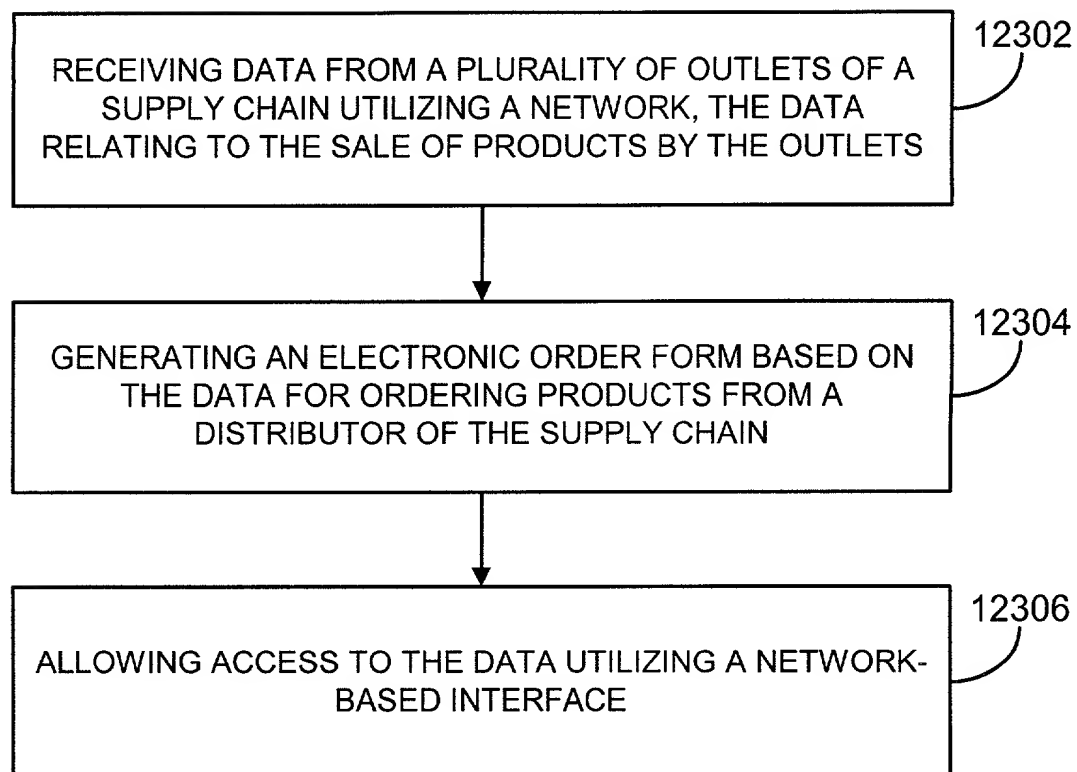 12302
RECEIVING DATA FROM A PLURALITY OF OUTLETS OF A
SUPPLY CHAIN UTILIZING A NETWORK, THE DATA
RELATING TO THE SALE OF PRODUCTS BY THE OUTLETS
12304
GENERATING AN ELECTRONIC ORDER FORM BASED ON
THE DATA FOR ORDERING PRODUCTS FROM A
DISTRIBUTOR OF THE SUPPLY CHAIN
12306
ALLOWING ACCESS TO THE DATA UTILIZING A NETWORK-
BASED INTERFACE